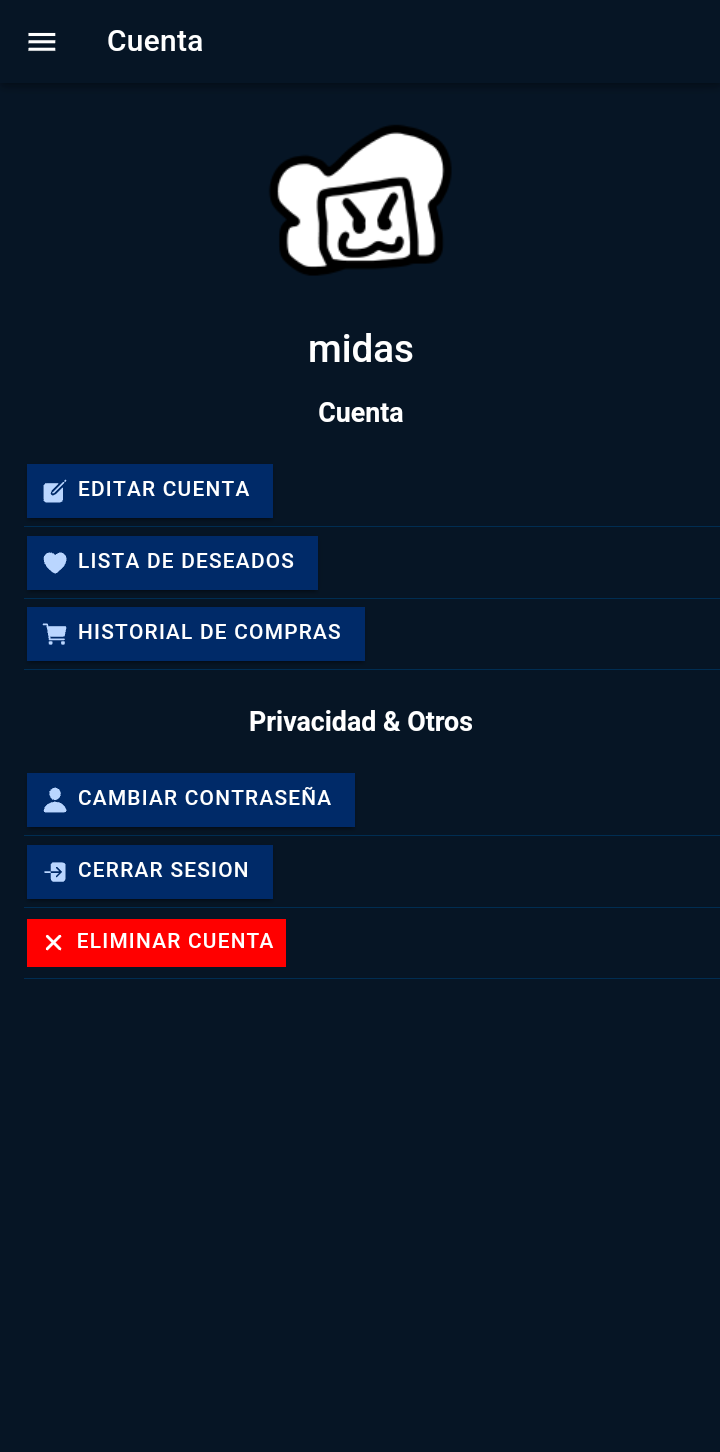 Cuenta
midas
Cuenta
EDITAR CUENTA
LISTA DE DESEADOS
HISTORIAL DE COMPRAS
Privacidad & Otros
CAMBIAR CONTRASEÑA
CERRAR SESION
ELIMINAR CUENTA